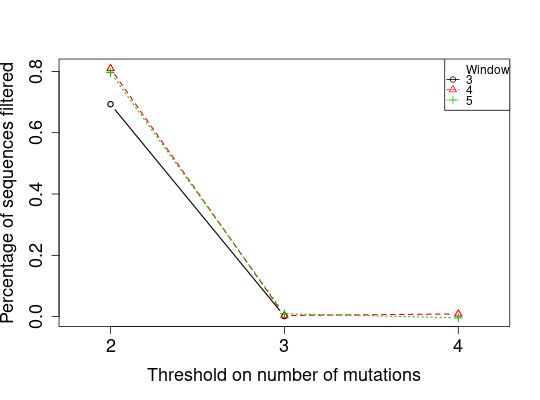 Window
3
4
5
Percentage of sequences filtered
0.8
0.6
0.4
0.2
0.0
2 3 4
Threshold on number of mutations